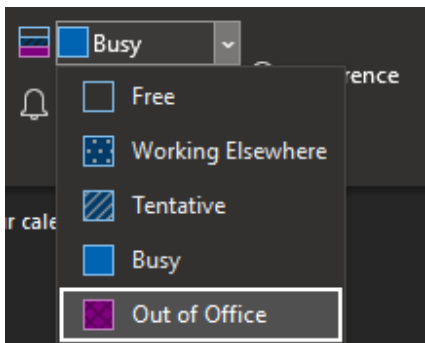 Busy
rence
Free
Working Elsewhere
Tentative
r cale
Busy
Out of Office